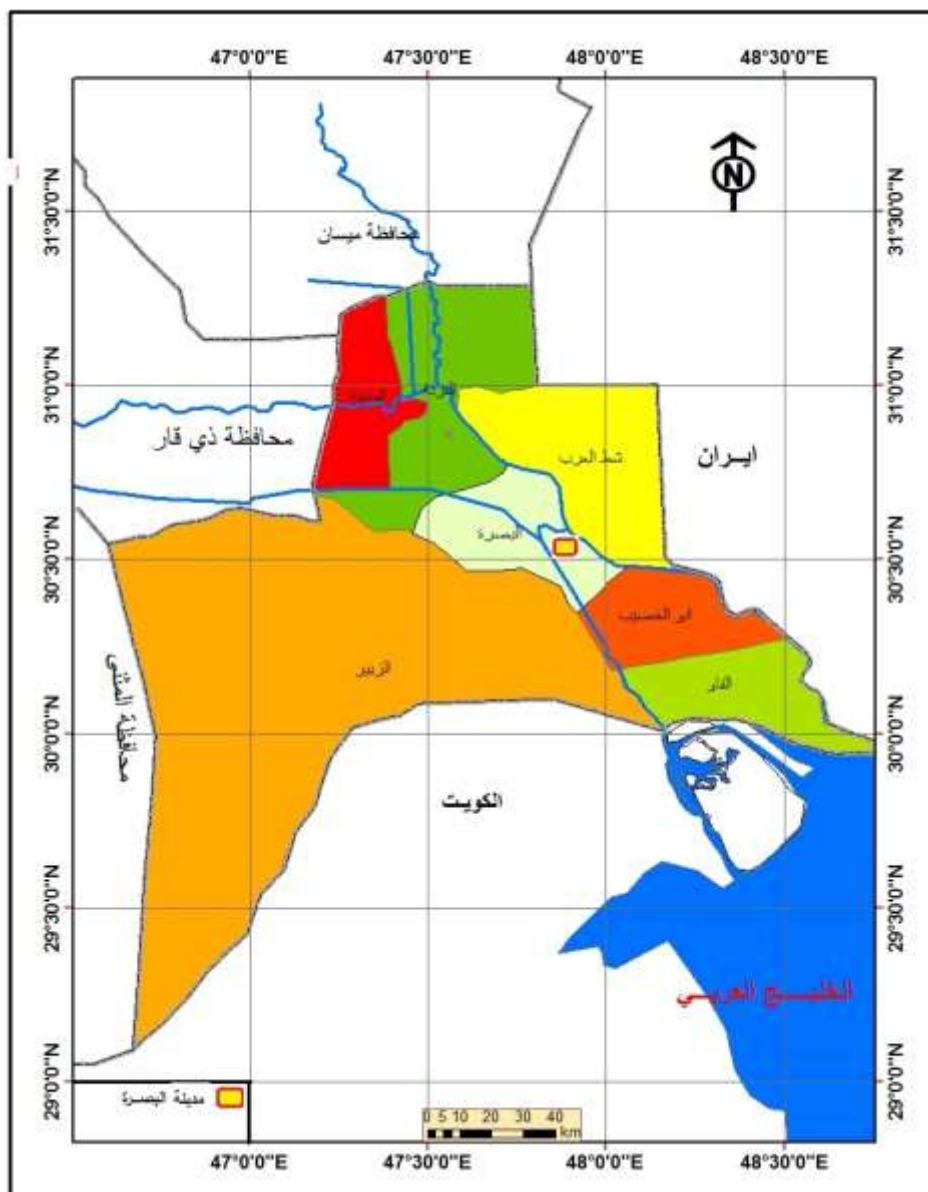 47°0'0"E 47°30'0"E 48°0'0"E 48°30'0"E
31°30'0"N
31°30'0"N
31°0'0"N
31°0'0"N
30°30'0"N
30°30'0"N
30°0'0"N
30°0'0"N
29°30'0"N
29°30'0"N
29°0'0"N
29°0'0"N
N
محافظة ميسان
محافظة ذي قار
ايـران
شط العرب
البصرة
ابو الخصيب
الزبير
الفاو
محافظة المثنى
الكويت
الخليـــج العربــي
مدينة البصـرة
0 5 10 20 30 40
km
47°0'0"E 47°30'0"E 48°0'0"E 48°30'0"E